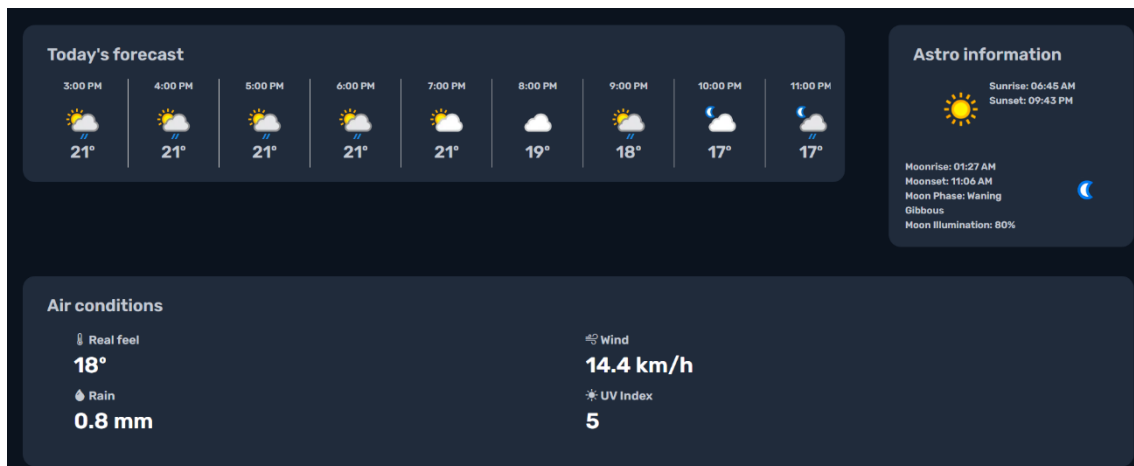 Today's forecast
3:00 PM 4:00 PM 5:00 PM 6:00 PM 7:00 PM 8:00 PM 9:00 PM 10:00 PM 11:00 PM
21° 21° 21° 21° 21° 19° 18° 17° 17°
Astro information
Sunrise: 06:45 AM
Sunset: 09:43 PM
Moonrise: 01:27 AM
Moonset: 11:06 AM
Moon Phase: Waning
Gibbous
Moon Illumination: 80%
Air conditions
Real feel
18°
Wind
14.4 km/h
Rain
0.8 mm
UV Index
5